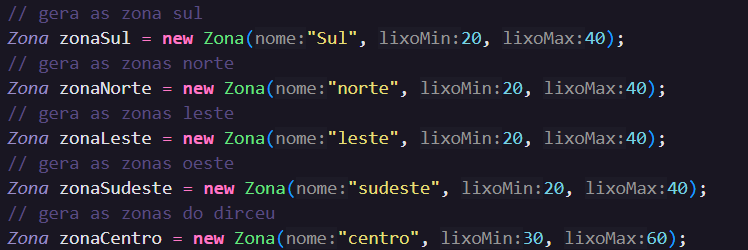 // gera as zona sul
Zona zonaSul = new Zona(nome:"Sul", lixoMin:20, lixoMax:40);
// gera as zonas norte
Zona zonaNorte = new Zona(nome:"norte", lixoMin:20, lixoMax:40);
// gera as zonas leste
Zona zonaLeste = new Zona(nome:"leste", lixoMin:20, lixoMax:40);
// gera as zonas oeste
Zona zonaSudeste = new Zona(nome:"sudeste", lixoMin:20, lixoMax:40);
// gera as zonas do dirceu
Zona zonaCentro = new Zona(nome:"centro", lixoMin:30, lixoMax:60);